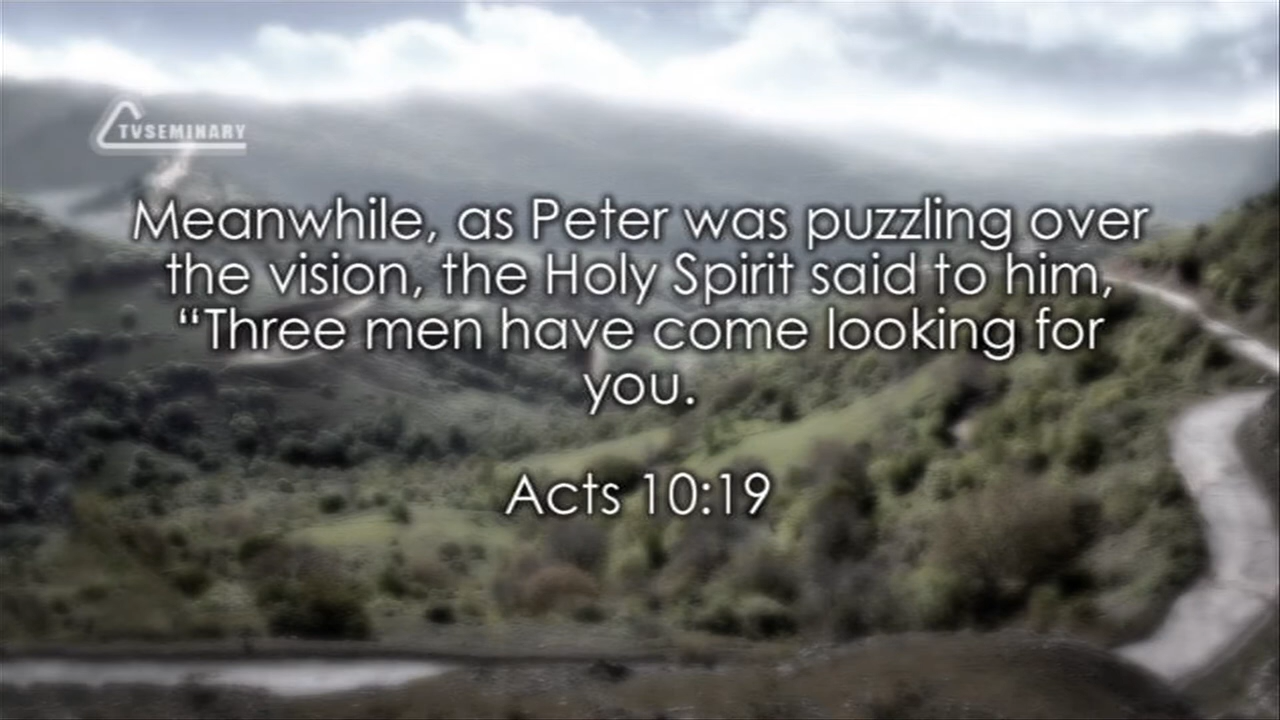 TVSEMINARY
Meanwhile, as Peter was puzzling over
the vision, the Holy Spirit said to him,
“Three men have come looking for
you.
Acts 10:19